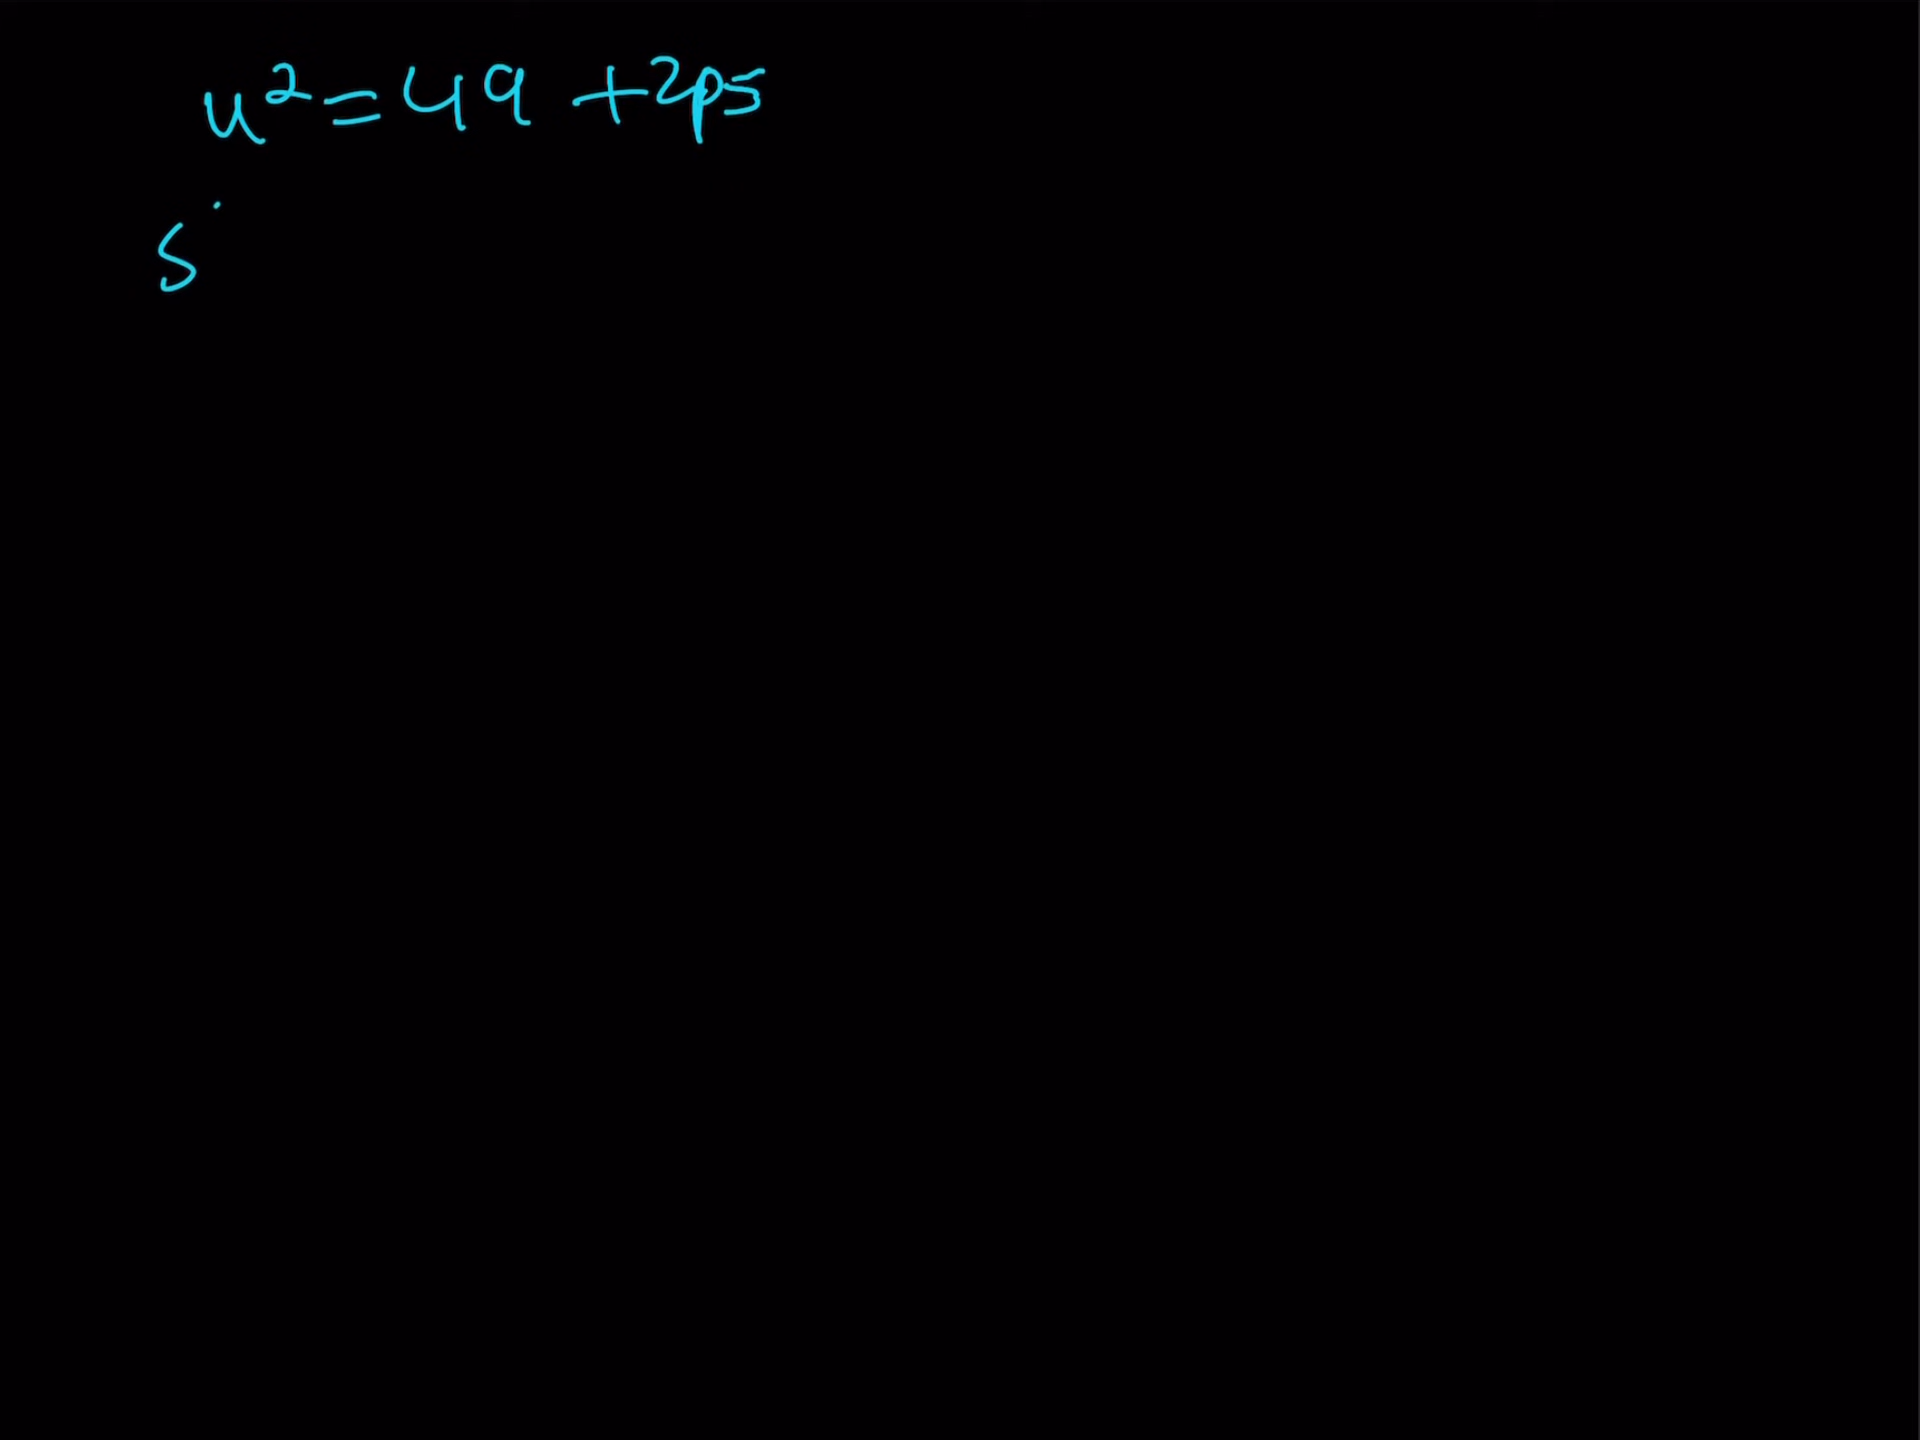 u² = 49 + 2ps
s